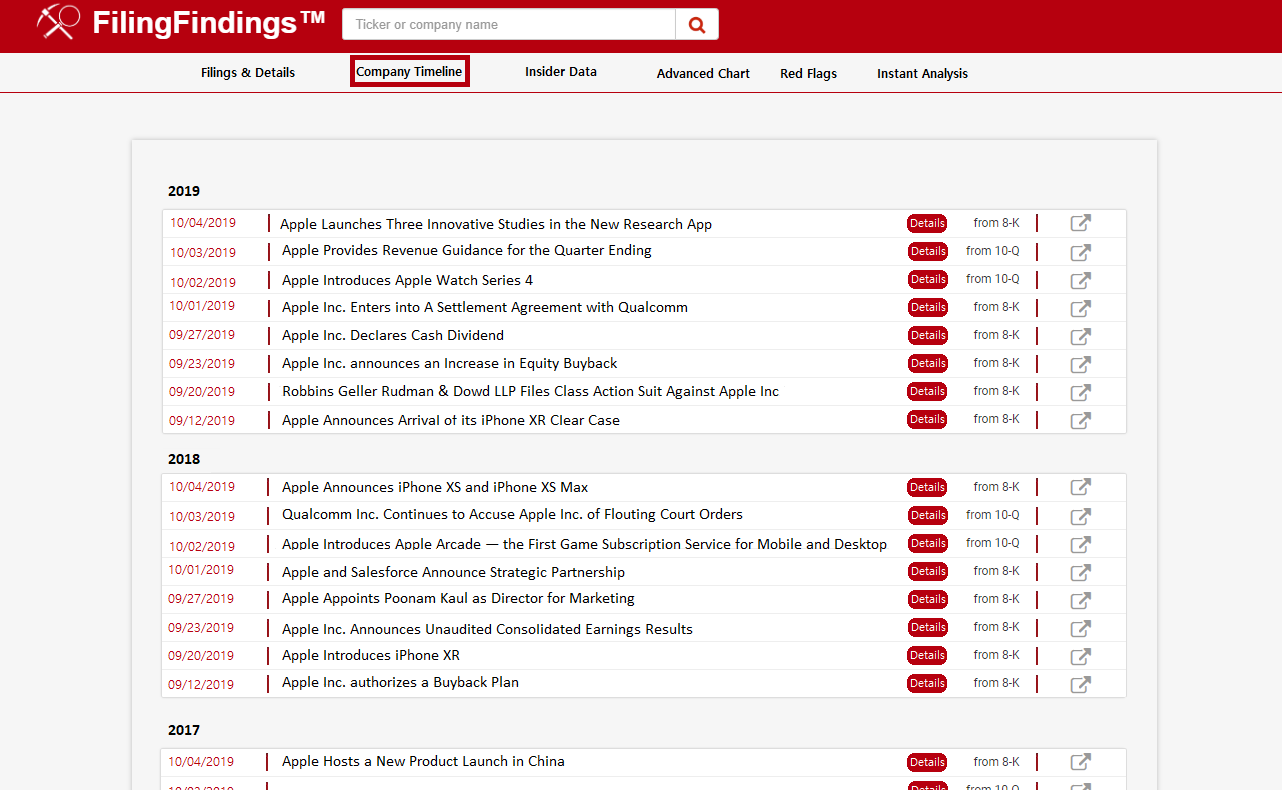 FilingFindings™
Ticker or company name
Filings & Details Company Timeline Insider Data Advanced Chart Red Flags Instant Analysis
2019
10/04/2019 Apple Launches Three Innovative Studies in the New Research App Details from 8-K
10/03/2019 Apple Provides Revenue Guidance for the Quarter Ending Details from 10-Q
10/02/2019 Apple Introduces Apple Watch Series 4 Details from 10-Q
10/01/2019 Apple Inc. Enters into A Settlement Agreement with Qualcomm Details from 8-K
09/27/2019 Apple Inc. Declares Cash Dividend Details from 8-K
09/23/2019 Apple Inc. announces an Increase in Equity Buyback Details from 8-K
09/20/2019 Robbins Geller Rudman & Dowd LLP Files Class Action Suit Against Apple Inc Details from 8-K
09/12/2019 Apple Announces Arrival of its iPhone XR Clear Case Details from 8-K
2018
10/04/2019 Apple Announces iPhone XS and iPhone XS Max Details from 8-K
10/03/2019 Qualcomm Inc. Continues to Accuse Apple Inc. of Flouting Court Orders Details from 10-Q
10/02/2019 Apple Introduces Apple Arcade — the First Game Subscription Service for Mobile and Desktop Details from 10-Q
10/01/2019 Apple and Salesforce Announce Strategic Partnership Details from 8-K
09/27/2019 Apple Appoints Poonam Kaul as Director for Marketing Details from 8-K
09/23/2019 Apple Inc. Announces Unaudited Consolidated Earnings Results Details from 8-K
09/20/2019 Apple Introduces iPhone XR Details from 8-K
09/12/2019 Apple Inc. authorizes a Buyback Plan Details from 8-K
2017
10/04/2019 Apple Hosts a New Product Launch in China Details from 8-K